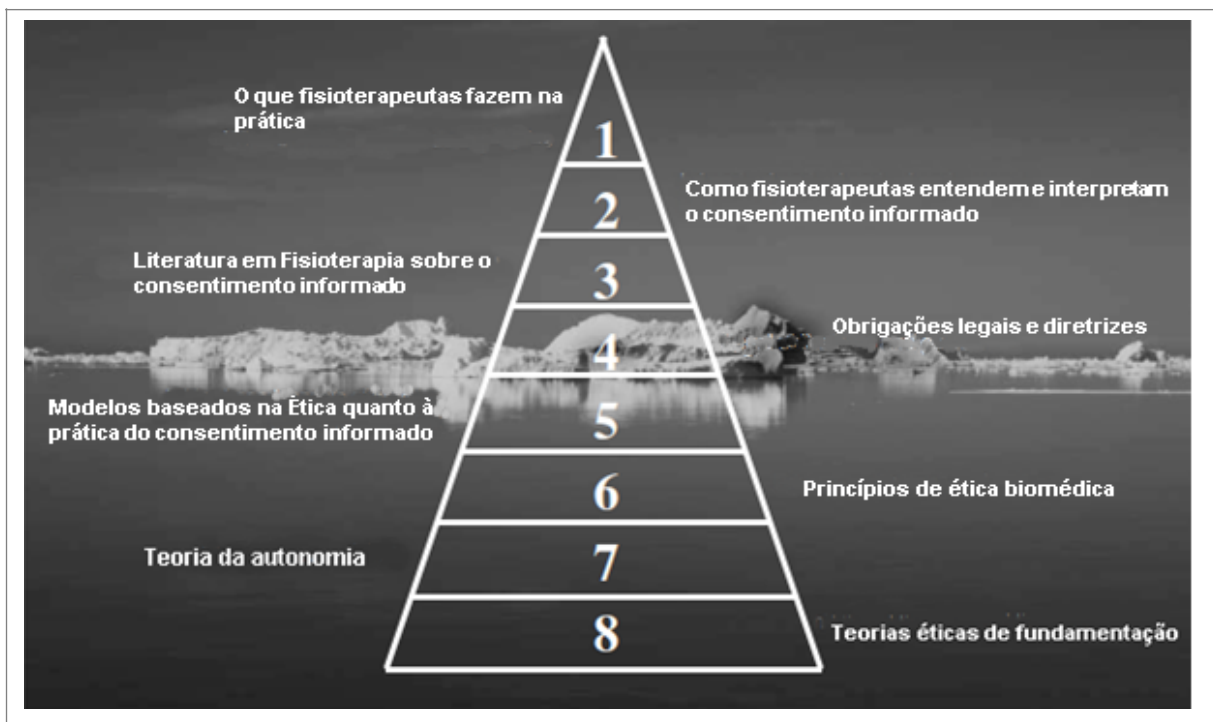 O que fisioterapeutas fazem na
prática
1
2
Como fisioterapeutas entendem e interpretam
o consentimento informado
Literatura em Fisioterapia sobre o
consentimento informado
3
Obrigações legais e diretrizes
4
Modelos baseados na Ètica quanto à
prática do consentimento informado
5
6
Princípios de ética biomédica
Teoria da autonomia
7
8
Teorias éticas de fundamentação